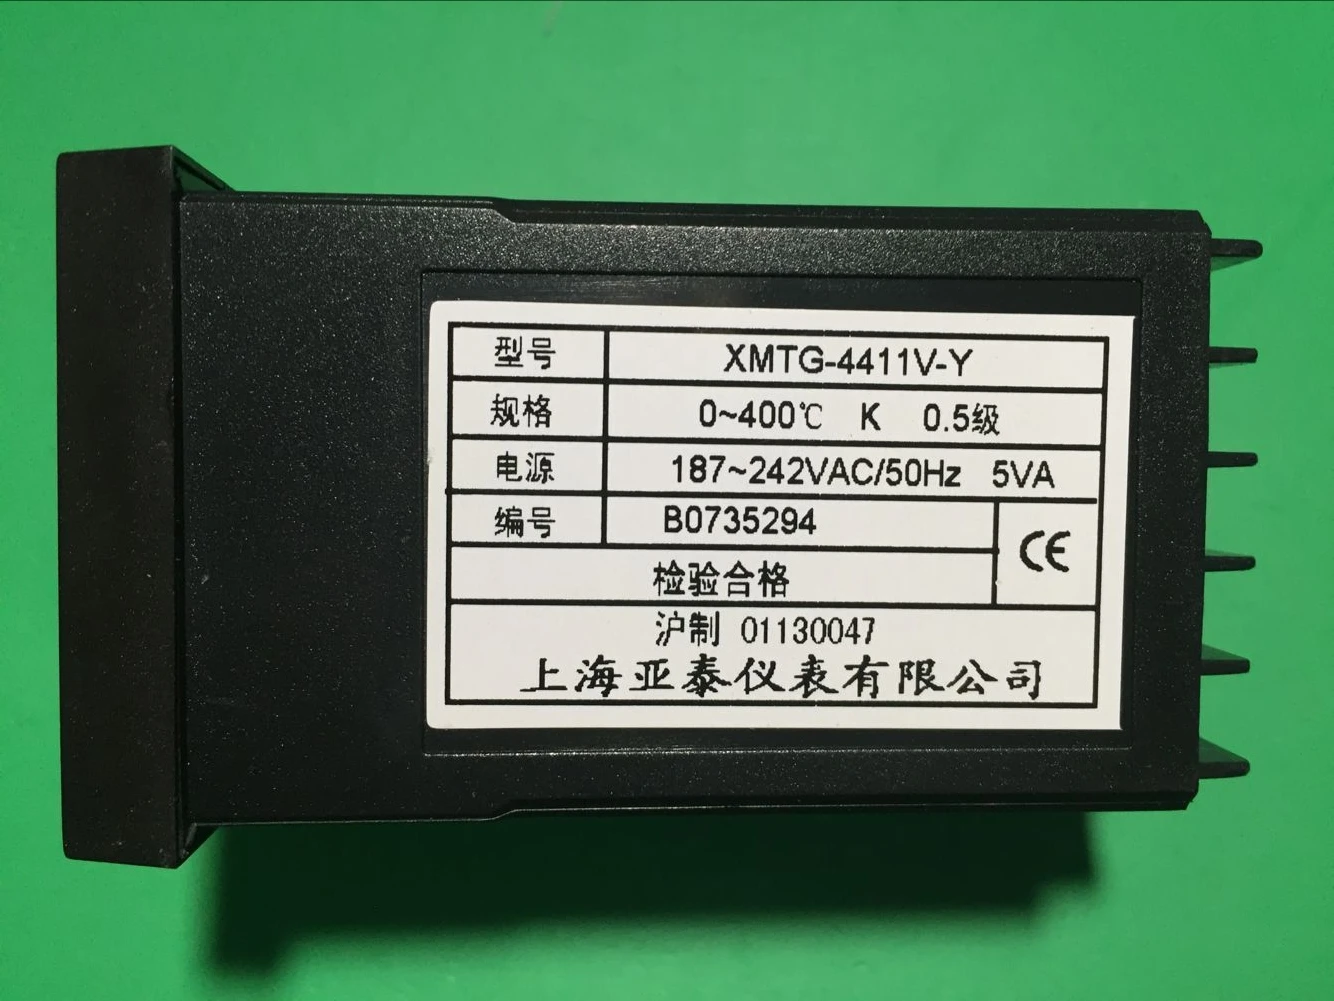 型号 XMTG-4411V-Y
规格 0~400℃ K 0.5级
电源 187~242VAC/50Hz 5VA
编号 B0735294
CE
检验合格
沪制 01130047
上海亚泰仪表有限公司